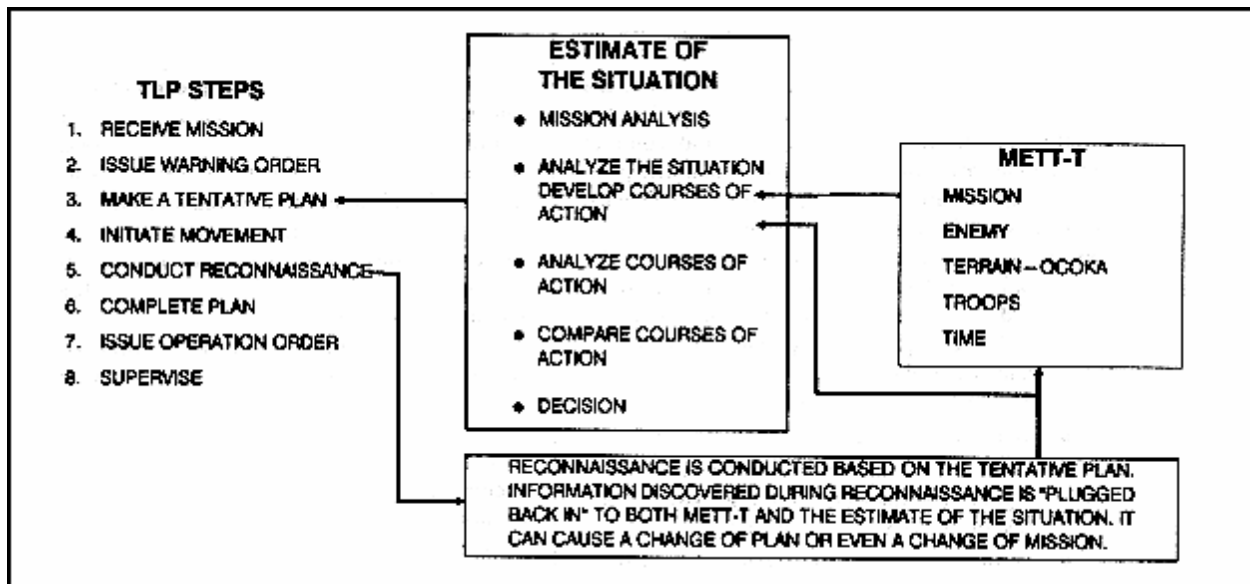 TLP STEPS
1. RECEIVE MISSION
2. ISSUE WARNING ORDER
3. MAKE A TENTATIVE PLAN
4. INITIATE MOVEMENT
5. CONDUCT RECONNAISSANCE
6. COMPLETE PLAN
7. ISSUE OPERATION ORDER
8. SUPERVISE
ESTIMATE OF
THE SITUATION
• MISSION ANALYSIS
• ANALYZE THE SITUATION
DEVELOP COURSES OF
ACTION
• ANALYZE COURSES OF
ACTION
• COMPARE COURSES OF
ACTION
• DECISION
METT-T
MISSION
ENEMY
TERRAIN – OCOKA
TROOPS
TIME
RECONNAISSANCE IS CONDUCTED BASED ON THE TENTATIVE PLAN.
INFORMATION DISCOVERED DURING RECONNAISSANCE IS "PLUGGED
BACK IN" TO BOTH METT-T AND THE ESTIMATE OF THE SITUATION. IT
CAN CAUSE A CHANGE OF PLAN OR EVEN A CHANGE OF MISSION.